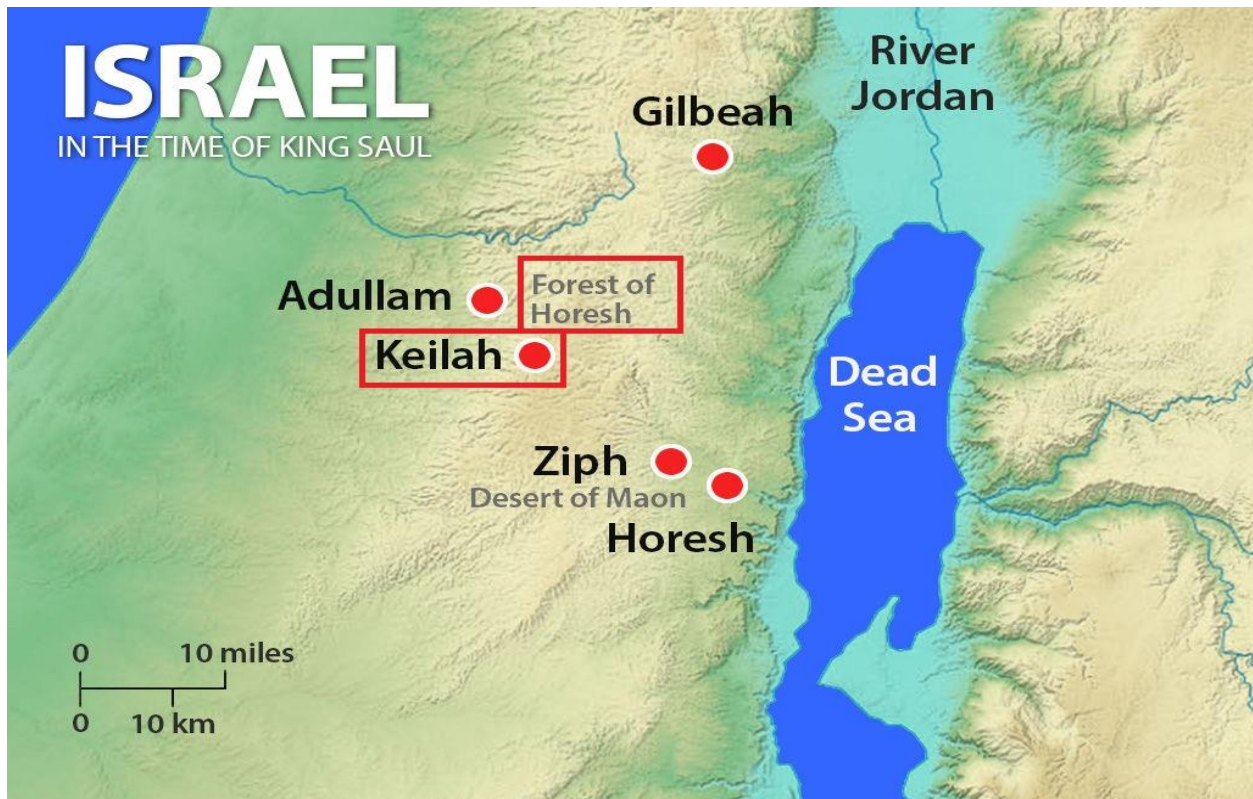 ISRAEL
IN THE TIME OF KING SAUL
River
Jordan
Gilbeah
Adullam
Forest of
Horesh
Keilah
Dead
Sea
Ziph
Desert of Maon
Horesh
0 10 miles
0 10 km